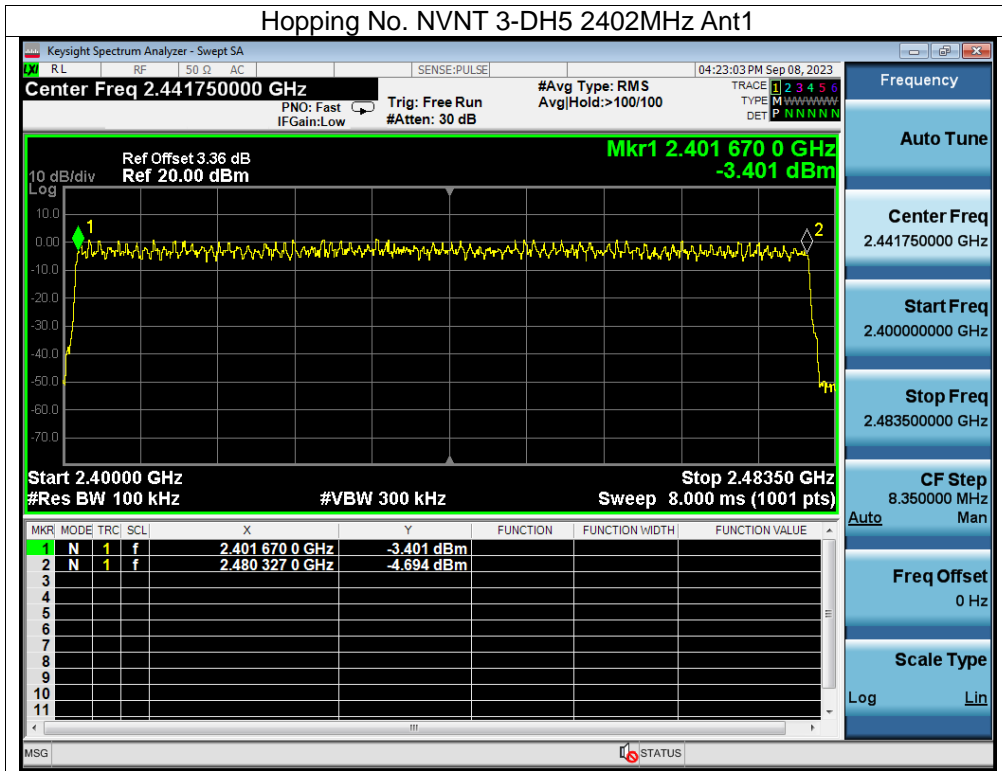 Hopping No. NVNT 3-DH5 2402MHz Ant1
Keysight Spectrum Analyzer - Swept SA
LXI RL RF 50 Ω AC SENSE:PULSE 04:23:03 PM Sep 08, 2023
Center Freq 2.441750000 GHz
PNO: Fast
IFGain:Low
Trig: Free Run
#Atten: 30 dB
#Avg Type: RMS
Avg|Hold:>100/100
TRACE 1 2 3 4 5 6
TYPE M WWWWW
DET P N N N N N
Frequency
Auto Tune
Center Freq
2.441750000 GHz
Start Freq
2.400000000 GHz
Stop Freq
2.483500000 GHz
CF Step
8.350000 MHz
Auto Man
Freq Offset
0 Hz
Scale Type
Log Lin
Ref Offset 3.36 dB
10 dB/div Ref 20.00 dBm
Log
Mkr1 2.401 670 0 GHz
-3.401 dBm
10.0
0.00
-10.0
-20.0
-30.0
-40.0
-50.0
-60.0
-70.0
1
2
Start 2.40000 GHz Stop 2.48350 GHz
#Res BW 100 kHz #VBW 300 kHz Sweep 8.000 ms (1001 pts)
MKR MODE TRC SCL X Y FUNCTION FUNCTION WIDTH FUNCTION VALUE
1 N 1 f 2.401 670 0 GHz -3.401 dBm
2 N 1 f 2.480 327 0 GHz -4.694 dBm
3
4
5
6
7
8
9
10
11
MSG STATUS